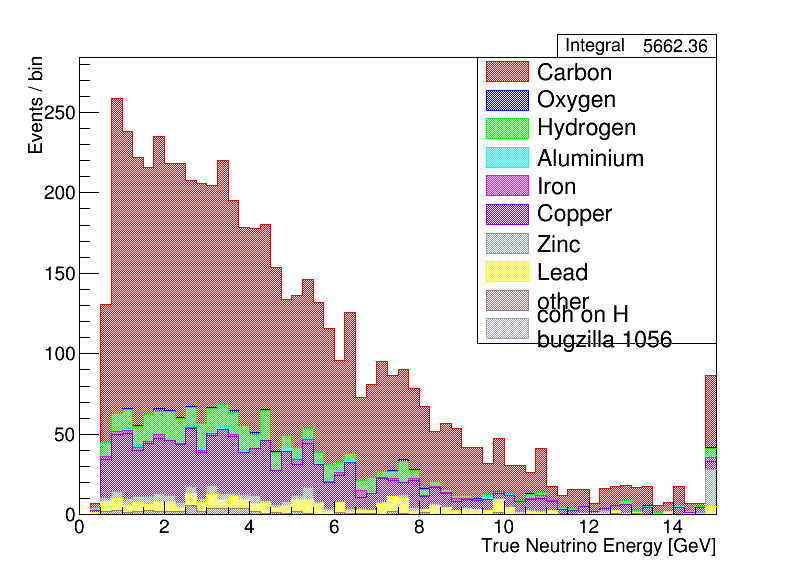 Integral 5662.36
Events / bin
Carbon
Oxygen
Hydrogen
Aluminium
Iron
Copper
Zinc
Lead
other
coh on H
bugzilla 1056
250
200
150
100
50
0
0 2 4 6 8 10 12 14
True Neutrino Energy [GeV]